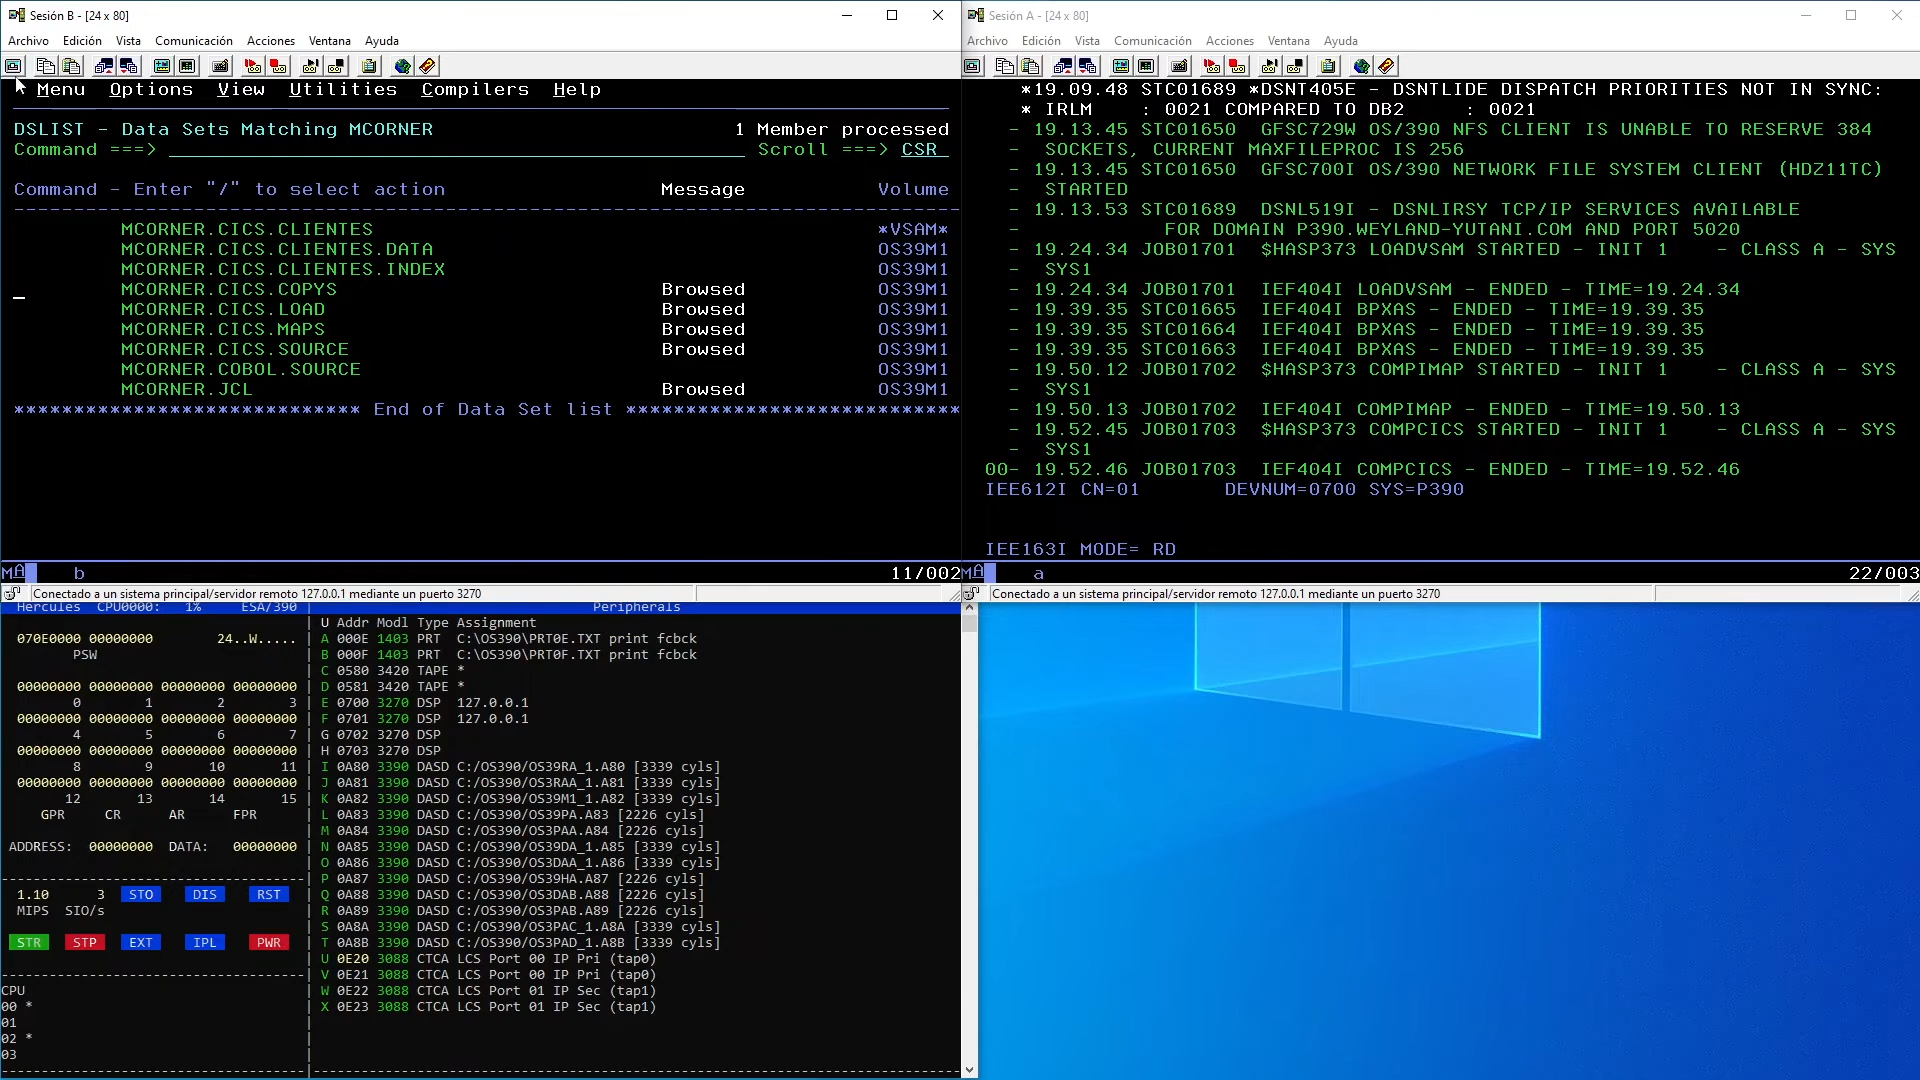 Sesión B - [24 x 80]
Archivo Edición Vista Comunicación Acciones Ventana Ayuda
Menu Options View Utilities Compilers Help
DSLIST - Data Sets Matching MCORNER 1 Member processed
Command ===> Scroll ===> CSR
Command - Enter "/" to select action Message Volume
-------------------------------------------------------------------------------
MCORNER.CICS.CLIENTES *VSAM*
MCORNER.CICS.CLIENTES.DATA OS39M1
MCORNER.CICS.CLIENTES.INDEX OS39M1
MCORNER.CICS.COPYS Browsed OS39M1
MCORNER.CICS.LOAD Browsed OS39M1
MCORNER.CICS.MAPS Browsed OS39M1
MCORNER.CICS.SOURCE Browsed OS39M1
MCORNER.COBOL.SOURCE OS39M1
MCORNER.JCL Browsed OS39M1
***************************** End of Data Set list ****************************
MA b 11/002
Conectado a un sistema principal/servidor remoto 127.0.0.1 mediante un puerto 3270
Sesión A - [24 x 80]
Archivo Edición Vista Comunicación Acciones Ventana Ayuda
*19.09.48 STC01689 *DSNT405E - DSNTLIDE DISPATCH PRIORITIES NOT IN SYNC:
* IRLM : 0021 COMPARED TO DB2 : 0021
- 19.13.45 STC01650 GFSC729W OS/390 NFS CLIENT IS UNABLE TO RESERVE 384
- SOCKETS, CURRENT MAXFILEPROC IS 256
- 19.13.45 STC01650 GFSC700I OS/390 NETWORK FILE SYSTEM CLIENT (HDZ11TC)
- STARTED
- 19.13.53 STC01689 DSNL519I - DSNLIRSY TCP/IP SERVICES AVAILABLE
- FOR DOMAIN P390.WEYLAND-YUTANI.COM AND PORT 5020
- 19.24.34 JOB01701 $HASP373 LOADVSAM STARTED - INIT 1 - CLASS A - SYS
- SYS1
- 19.24.34 JOB01701 IEF404I LOADVSAM - ENDED - TIME=19.24.34
- 19.39.35 STC01665 IEF404I BPXAS - ENDED - TIME=19.39.35
- 19.39.35 STC01664 IEF404I BPXAS - ENDED - TIME=19.39.35
- 19.39.35 STC01663 IEF404I BPXAS - ENDED - TIME=19.39.35
- 19.50.12 JOB01702 $HASP373 COMPIMAP STARTED - INIT 1 - CLASS A - SYS
- SYS1
- 19.50.13 JOB01702 IEF404I COMPIMAP - ENDED - TIME=19.50.13
- 19.52.45 JOB01703 $HASP373 COMPCICS STARTED - INIT 1 - CLASS A - SYS
- SYS1
00- 19.52.46 JOB01703 IEF404I COMPCICS - ENDED - TIME=19.52.46
IEE612I CN=01 DEVNUM=0700 SYS=P390
IEE163I MODE= RD
MA a 22/003
Conectado a un sistema principal/servidor remoto 127.0.0.1 mediante un puerto 3270
Hercules CPU0000: 1% ESA/390
070E0000 00000000 24..W.....
PSW
00000000 00000000 00000000 00000000
0 1 2 3
00000000 00000000 00000000 00000000
4 5 6 7
00000000 00000000 00000000 00000000
8 9 10 11
00000000 00000000 00000000 00000000
12 13 14 15
GPR CR AR FPR
ADDRESS: 00000000 DATA: 00000000
1.10 3 STO DIS RST
MIPS SIO/s
STR STP EXT IPL PWR
CPU
00 *
01
02 *
03
Peripherals
U Addr Modl Type Assignment
A 000E 1403 PRT C:\OS390\PRT0E.TXT print fcbck
B 000F 1403 PRT C:\OS390\PRT0F.TXT print fcbck
C 0580 3420 TAPE *
D 0581 3420 TAPE *
E 0700 3270 DSP 127.0.0.1
F 0701 3270 DSP 127.0.0.1
G 0702 3270 DSP
H 0703 3270 DSP
I 0A80 3390 DASD C:/OS390/OS39RA_1.A80 [3339 cyls]
J 0A81 3390 DASD C:/OS390/OS3RAA_1.A81 [3339 cyls]
K 0A82 3390 DASD C:/OS390/OS39M1_1.A82 [3339 cyls]
L 0A83 3390 DASD C:/OS390/OS39PA.A83 [2226 cyls]
M 0A84 3390 DASD C:/OS390/OS3PAA.A84 [2226 cyls]
N 0A85 3390 DASD C:/OS390/OS39DA_1.A85 [3339 cyls]
O 0A86 3390 DASD C:/OS390/OS3DAA_1.A86 [3339 cyls]
P 0A87 3390 DASD C:/OS390/OS39HA.A87 [2226 cyls]
Q 0A88 3390 DASD C:/OS390/OS3DAB.A88 [2226 cyls]
R 0A89 3390 DASD C:/OS390/OS3PAB.A89 [2226 cyls]
S 0A8A 3390 DASD C:/OS390/OS3PAC_1.A8A [3339 cyls]
T 0A8B 3390 DASD C:/OS390/OS3PAD_1.A8B [3339 cyls]
U 0E20 3088 CTCA LCS Port 00 IP Pri (tap0)
V 0E21 3088 CTCA LCS Port 00 IP Pri (tap0)
W 0E22 3088 CTCA LCS Port 01 IP Sec (tap1)
X 0E23 3088 CTCA LCS Port 01 IP Sec (tap1)